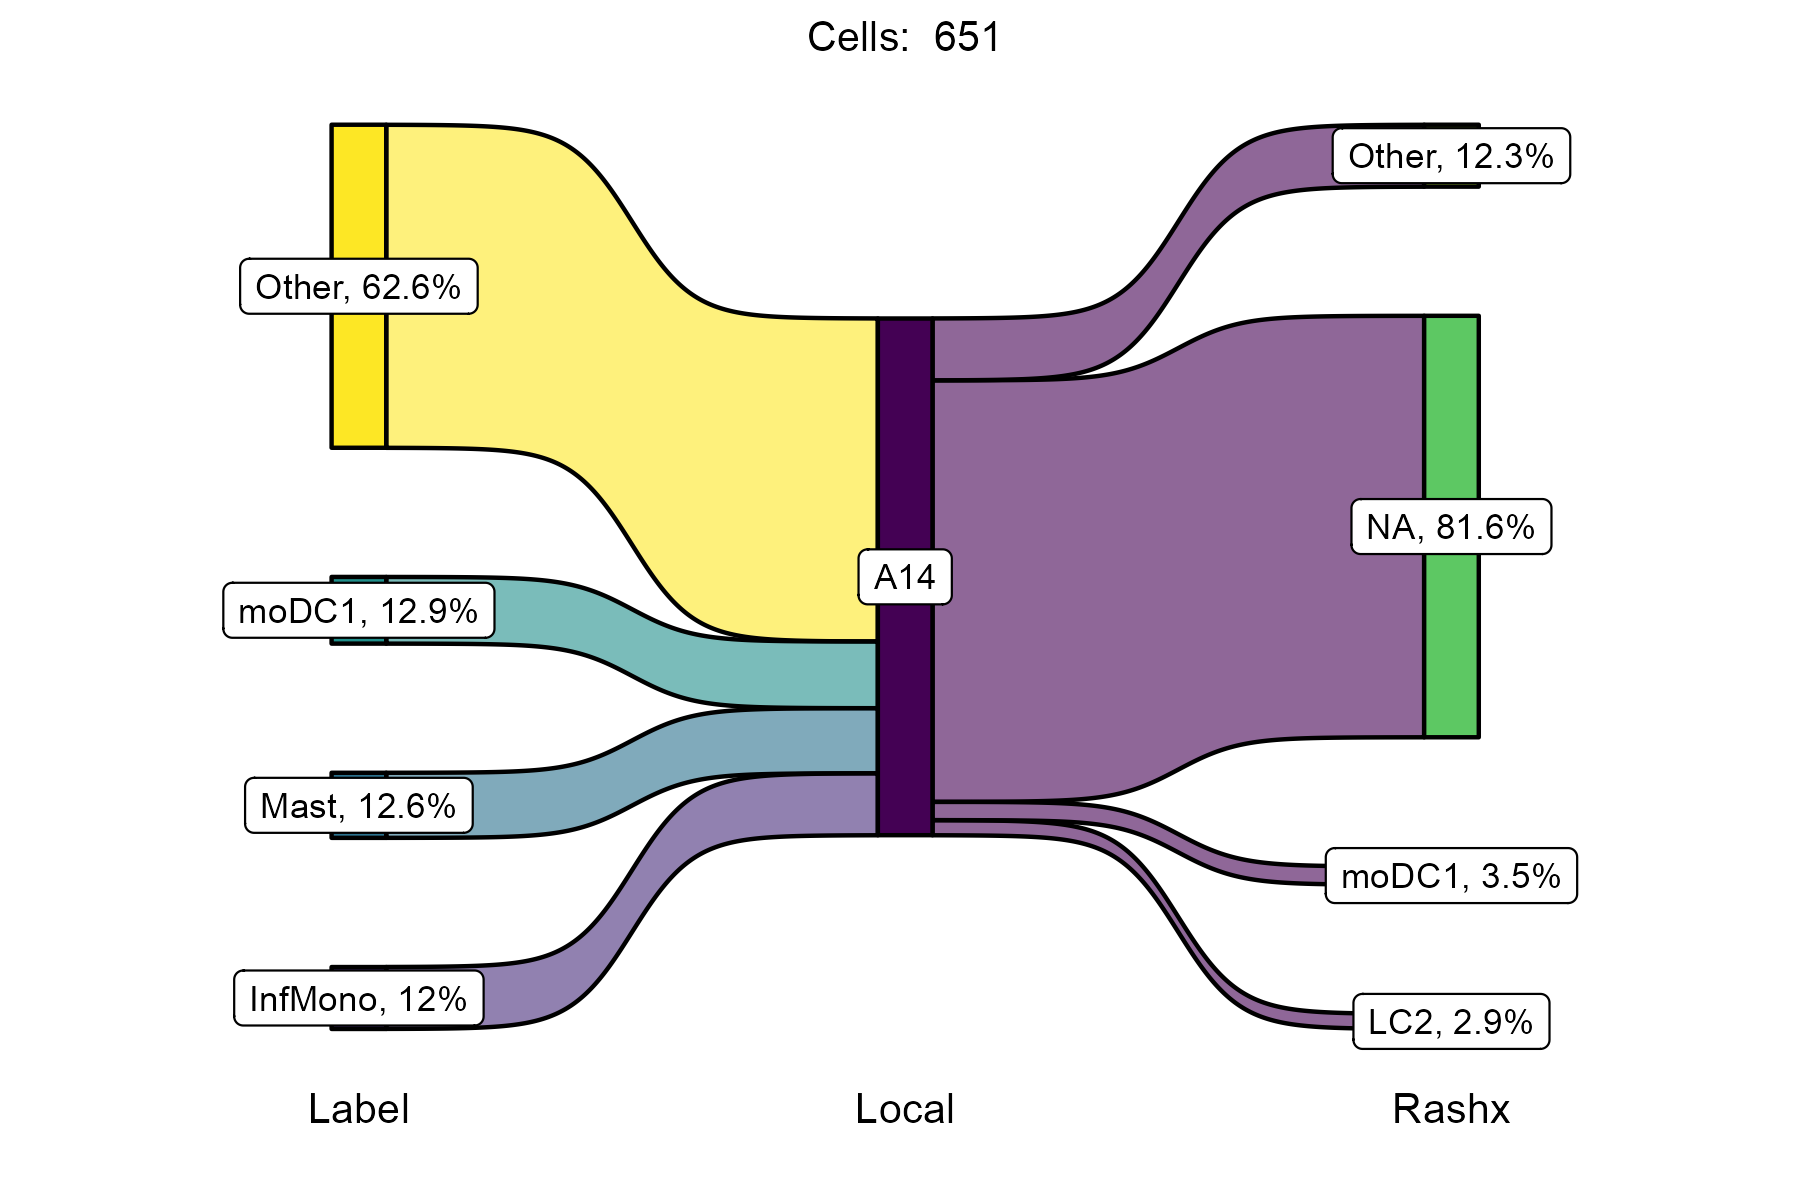 Cells:  651
Other, 12.3%
Other, 62.6%
NA, 81.6%
A14
moDC1, 12.9%
Mast, 12.6%
moDC1, 3.5%
InfMono, 12%
LC2, 2.9%
Label
Local
Rashx